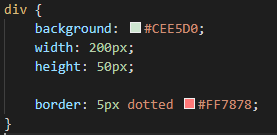 div {
background: #CEE5D0;
width: 200px;
height: 50px;
border: 5px dotted #FF7878;
}